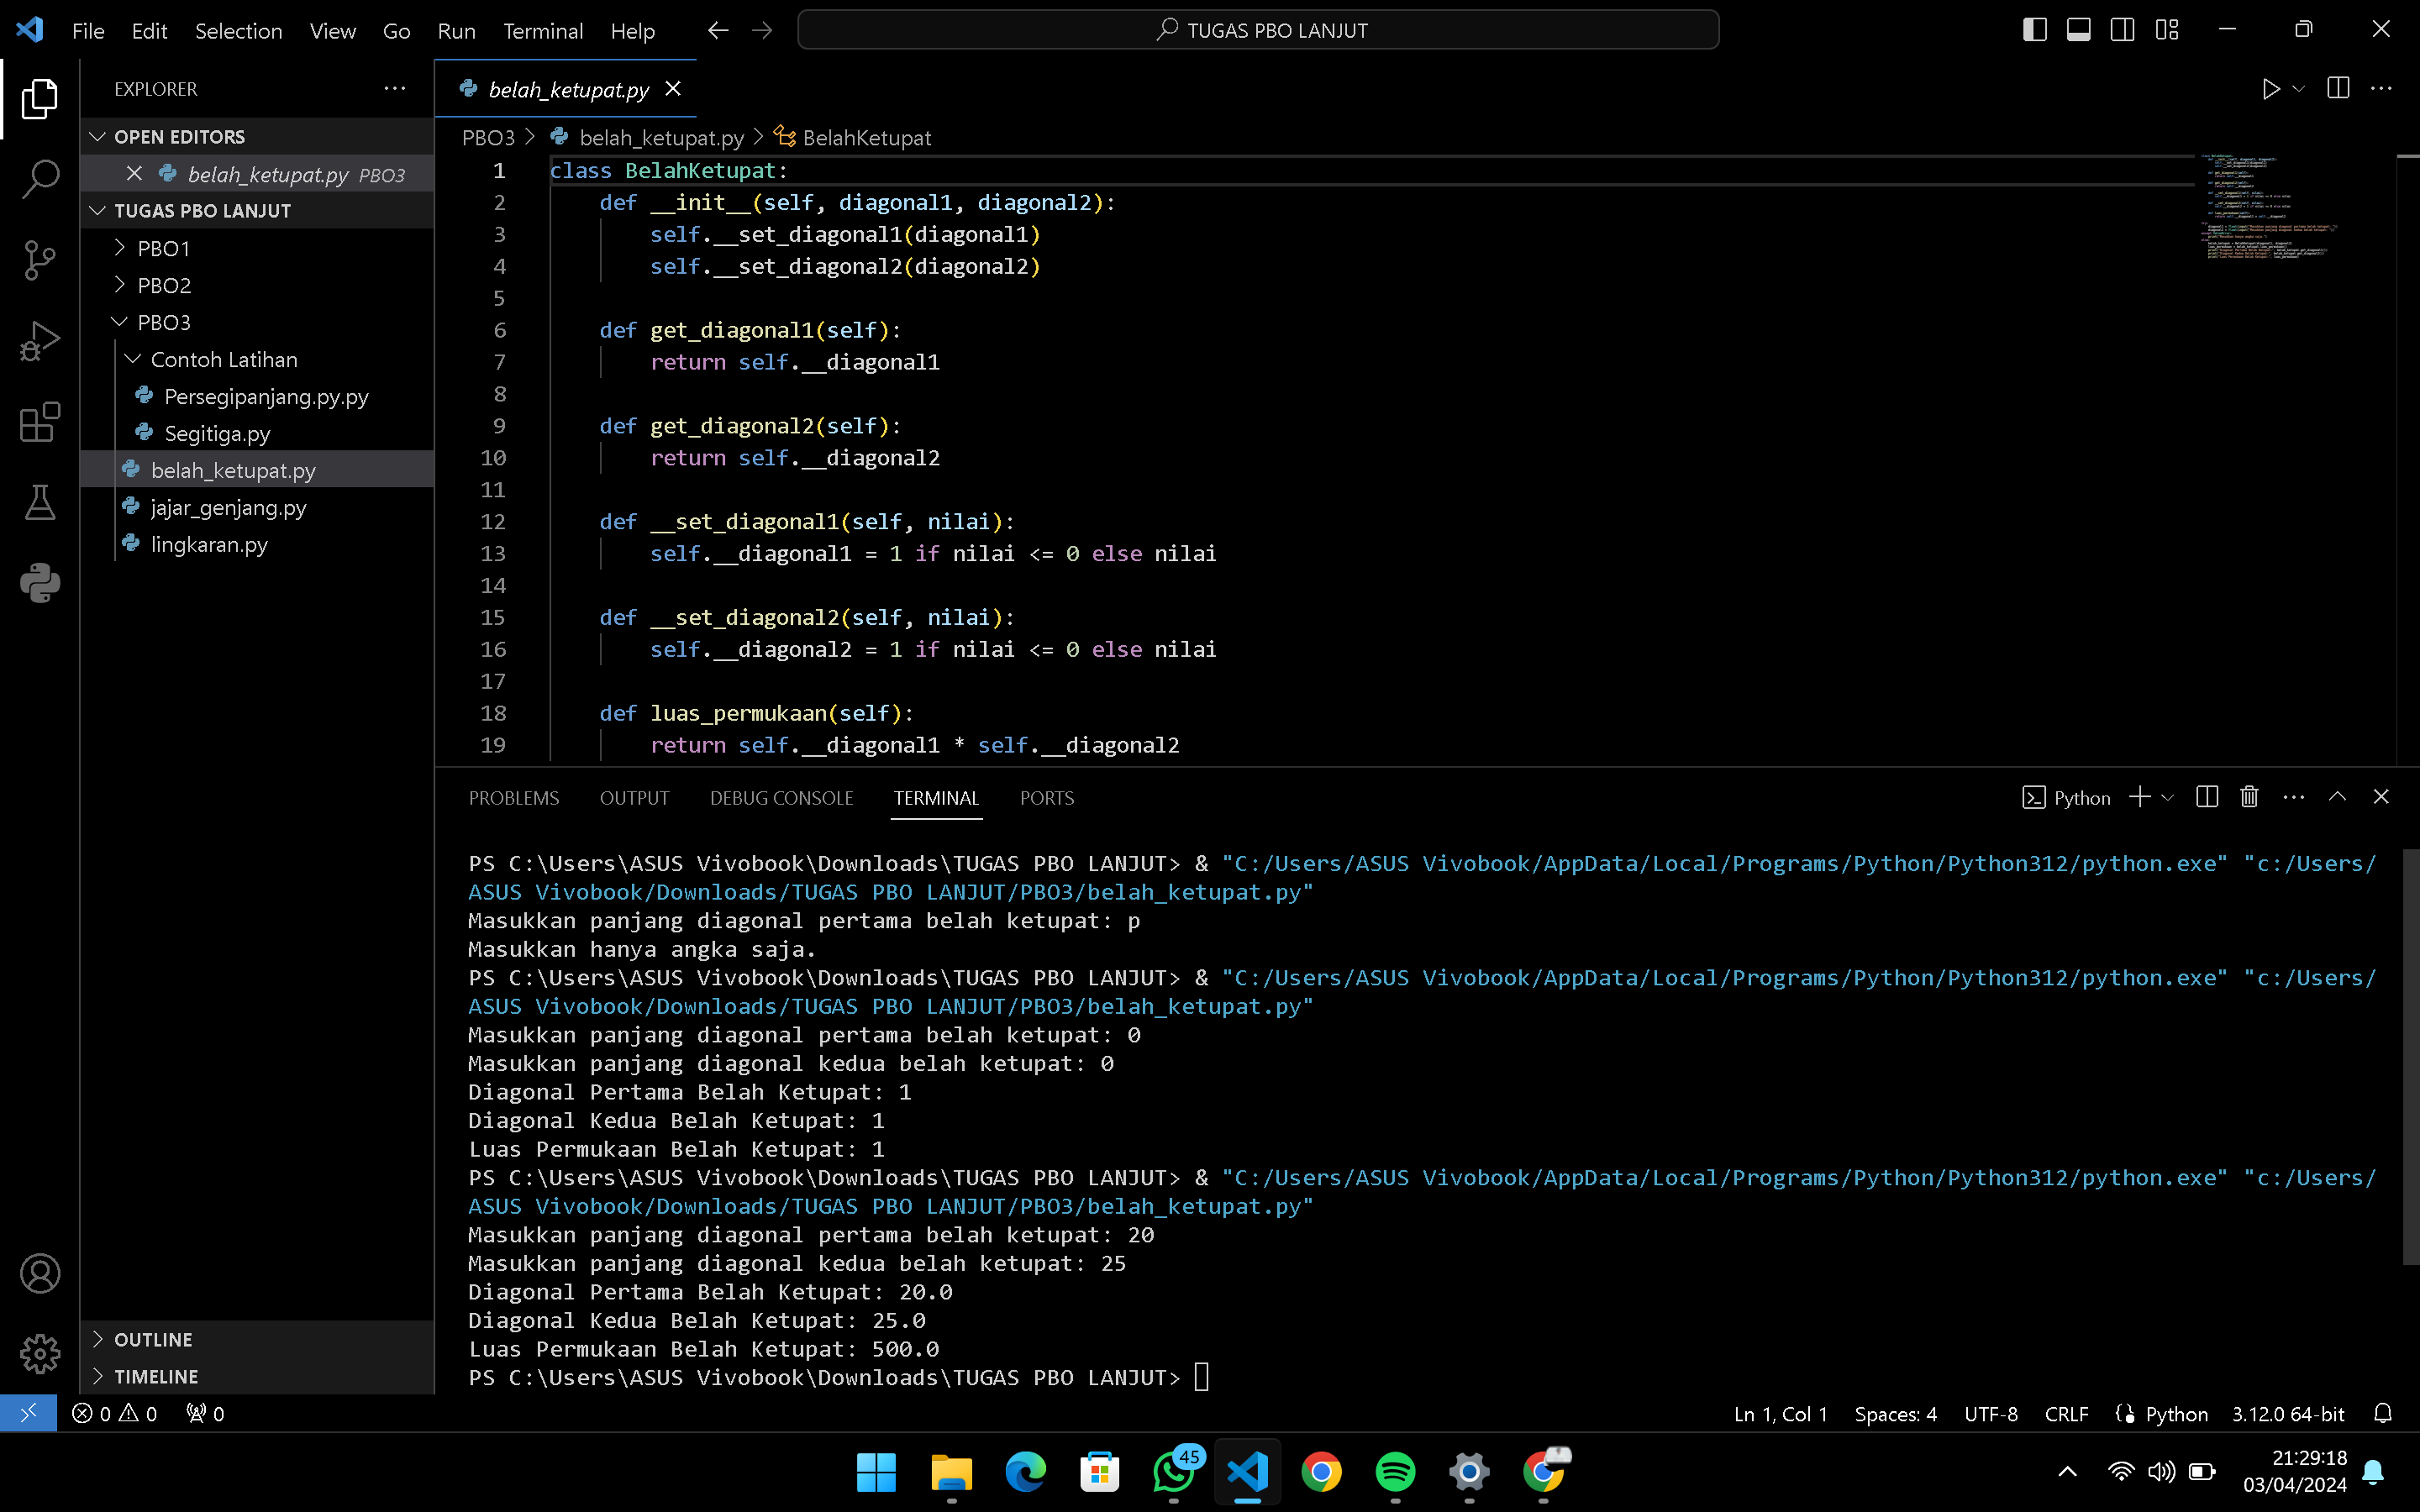 File Edit Selection View Go Run Terminal Help
TUGAS PBO LANJUT
EXPLORER
OPEN EDITORS
belah_ketupat.py PBO3
TUGAS PBO LANJUT
PBO1
PBO2
PBO3
Contoh Latihan
Persegipanjang.py.py
Segitiga.py
belah_ketupat.py
jajar_genjang.py
lingkaran.py
OUTLINE
TIMELINE
belah_ketupat.py
PBO3 > belah_ketupat.py > BelahKetupat
1 class BelahKetupat:
2     def __init__(self, diagonal1, diagonal2):
3         self.__set_diagonal1(diagonal1)
4         self.__set_diagonal2(diagonal2)
5
6     def get_diagonal1(self):
7         return self.__diagonal1
8
9     def get_diagonal2(self):
10         return self.__diagonal2
11
12     def __set_diagonal1(self, nilai):
13         self.__diagonal1 = 1 if nilai <= 0 else nilai
14
15     def __set_diagonal2(self, nilai):
16         self.__diagonal2 = 1 if nilai <= 0 else nilai
17
18     def luas_permukaan(self):
19         return self.__diagonal1 * self.__diagonal2
PROBLEMS OUTPUT DEBUG CONSOLE TERMINAL PORTS
Python
PS C:\Users\ASUS Vivobook\Downloads\TUGAS PBO LANJUT> & "C:/Users/ASUS Vivobook/AppData/Local/Programs/Python/Python312/python.exe" "c:/Users/
ASUS Vivobook/Downloads/TUGAS PBO LANJUT/PBO3/belah_ketupat.py"
Masukkan panjang diagonal pertama belah ketupat: p
Masukkan hanya angka saja.
PS C:\Users\ASUS Vivobook\Downloads\TUGAS PBO LANJUT> & "C:/Users/ASUS Vivobook/AppData/Local/Programs/Python/Python312/python.exe" "c:/Users/
ASUS Vivobook/Downloads/TUGAS PBO LANJUT/PBO3/belah_ketupat.py"
Masukkan panjang diagonal pertama belah ketupat: 0
Masukkan panjang diagonal kedua belah ketupat: 0
Diagonal Pertama Belah Ketupat: 1
Diagonal Kedua Belah Ketupat: 1
Luas Permukaan Belah Ketupat: 1
PS C:\Users\ASUS Vivobook\Downloads\TUGAS PBO LANJUT> & "C:/Users/ASUS Vivobook/AppData/Local/Programs/Python/Python312/python.exe" "c:/Users/
ASUS Vivobook/Downloads/TUGAS PBO LANJUT/PBO3/belah_ketupat.py"
Masukkan panjang diagonal pertama belah ketupat: 20
Masukkan panjang diagonal kedua belah ketupat: 25
Diagonal Pertama Belah Ketupat: 20.0
Diagonal Kedua Belah Ketupat: 25.0
Luas Permukaan Belah Ketupat: 500.0
PS C:\Users\ASUS Vivobook\Downloads\TUGAS PBO LANJUT>
0 0 0
Ln 1, Col 1 Spaces: 4 UTF-8 CRLF Python 3.12.0 64-bit
45
21:29:18
03/04/2024